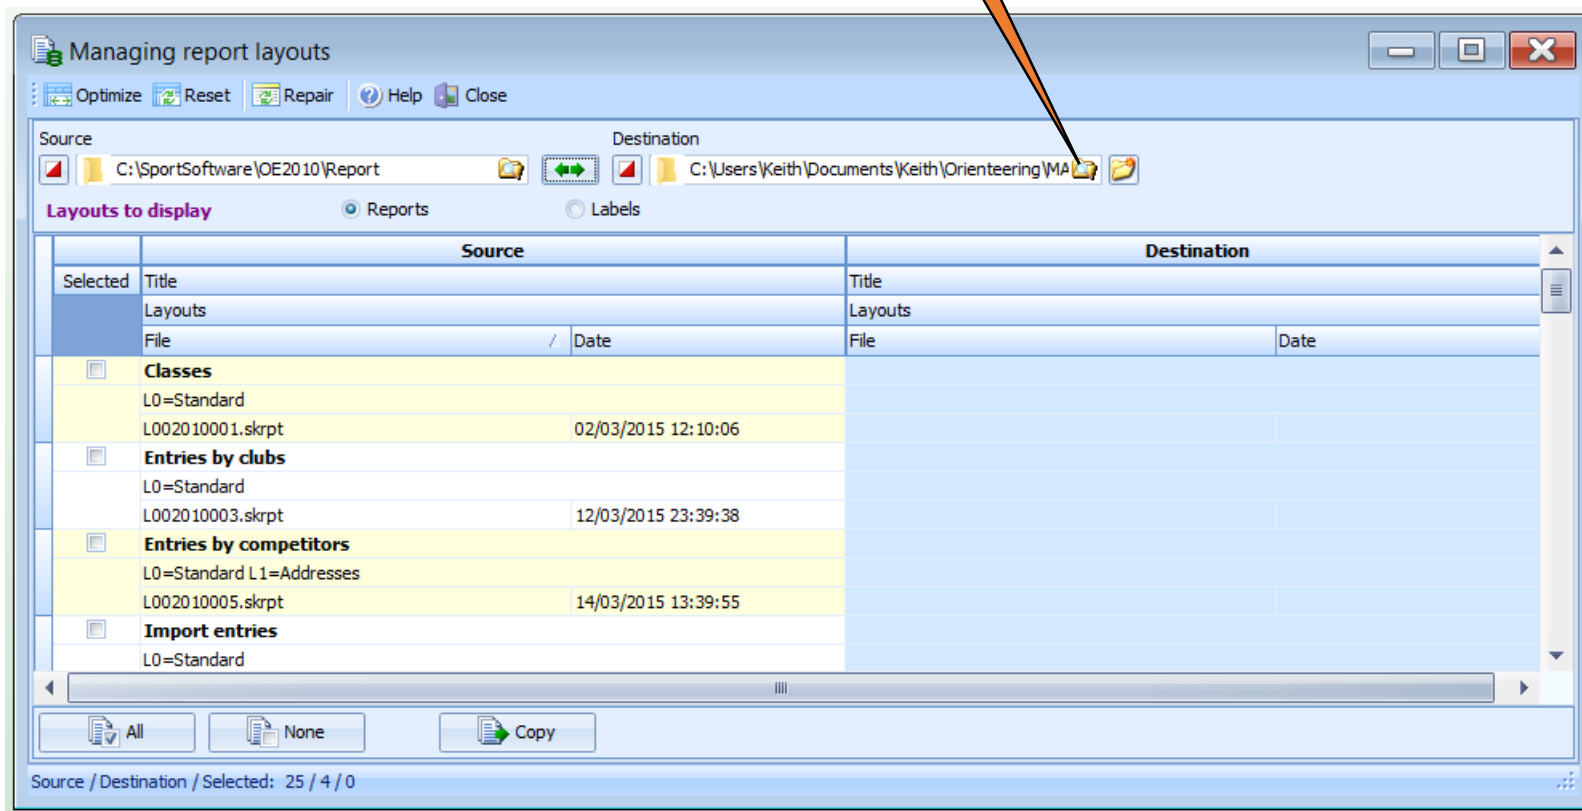 Managing report layouts
Optimize Reset Repair Help Close
Source Destination
C:\SportSoftware\OE2010\Report C:\Users\Keith\Documents\Keith\Orienteering\MA
Layouts to display Reports Labels
Source Destination
Selected Title Title
Layouts Layouts
File Date File Date
Classes
L0=Standard
L002010001.skrpt 02/03/2015 12:10:06
Entries by clubs
L0=Standard
L002010003.skrpt 12/03/2015 23:39:38
Entries by competitors
L0=Standard L1=Addresses
L002010005.skrpt 14/03/2015 13:39:55
Import entries
L0=Standard
All None Copy
Source / Destination / Selected: 25 / 4 / 0